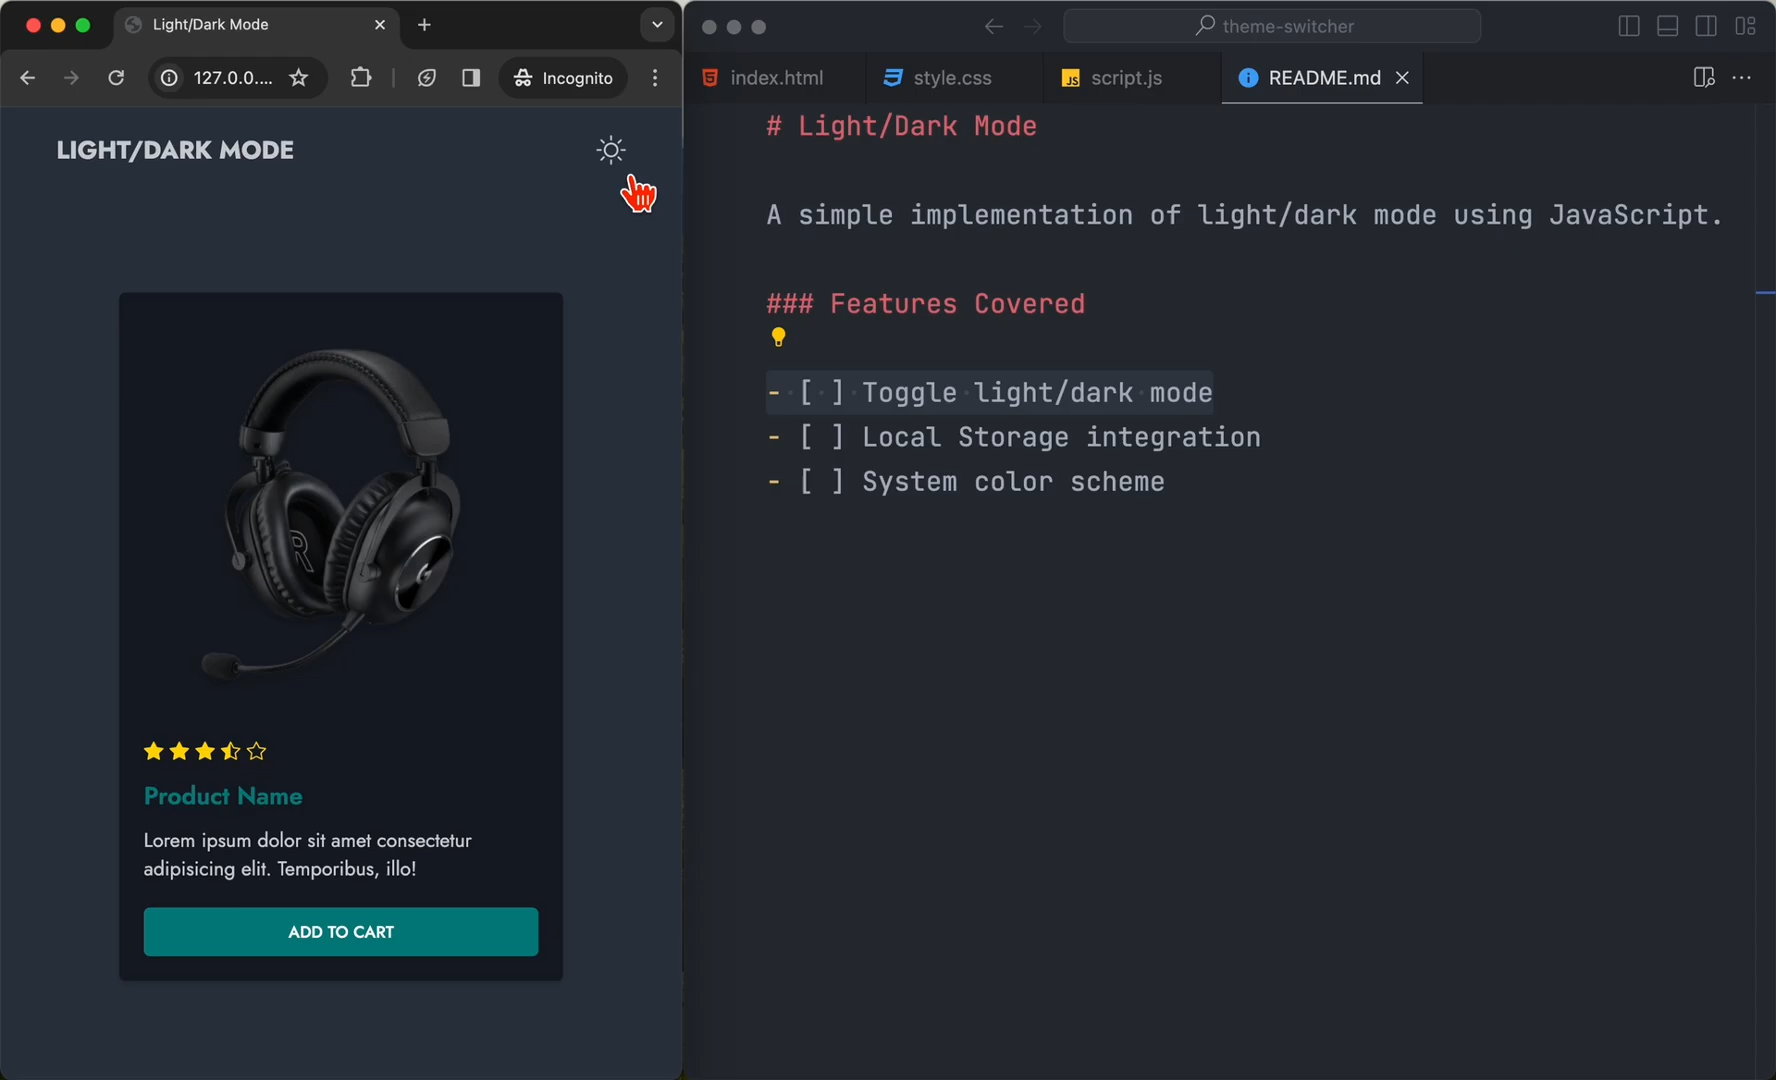 Light/Dark Mode
127.0.0....
Incognito
LIGHT/DARK MODE
R
Product Name
Lorem ipsum dolor sit amet consectetur
adipisicing elit. Temporibus, illo!
ADD TO CART
theme-switcher
index.html
style.css
JS script.js
README.md
# Light/Dark Mode
A simple implementation of light/dark mode using JavaScript.
### Features Covered
- [ ] Toggle light/dark mode
- [ ] Local Storage integration
- [ ] System color scheme